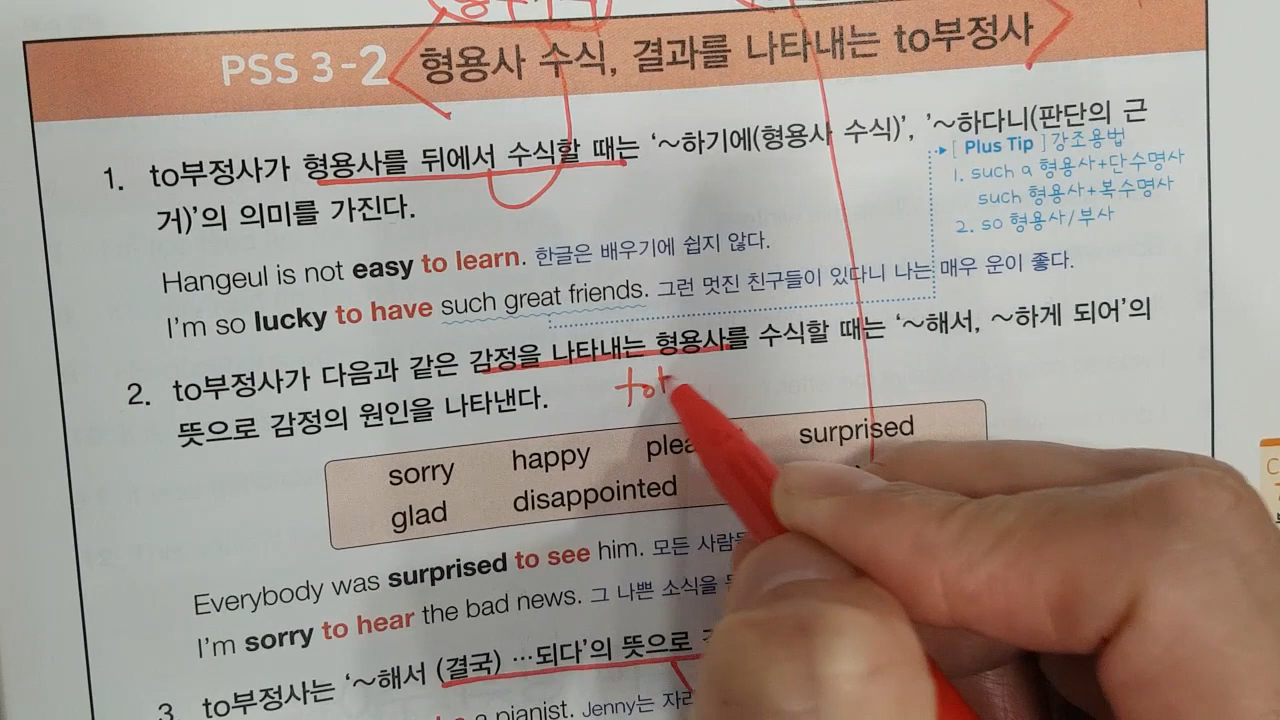 PSS 3-2 형용사 수식, 결과를 나타내는 to부정사
1. to부정사가 형용사를 뒤에서 수식할 때는 '~하기에(형용사 수식)', '~하다니(판단의 근
거)'의 의미를 가진다.
[ Plus Tip ] 강조용법
1. such a 형용사+단수명사
such 형용사+복수명사
2. so 형용사/부사
Hangeul is not easy to learn. 한글은 배우기에 쉽지 않다.
I'm so lucky to have such great friends. 그런 멋진 친구들이 있다니 나는 매우 운이 좋다.
2. to부정사가 다음과 같은 감정을 나타내는 형용사를 수식할 때는 '~해서, ~하게 되어'의
뜻으로 감정의 원인을 나타낸다.
sorry happy surprised
glad disappointed
Everybody was surprised to see him. 모든
I'm sorry to hear the bad news. 그 나쁜 소식을
3 to부정사는 '~해서 (결국) …되다'의 뜻으로
a pianist. Jenny는